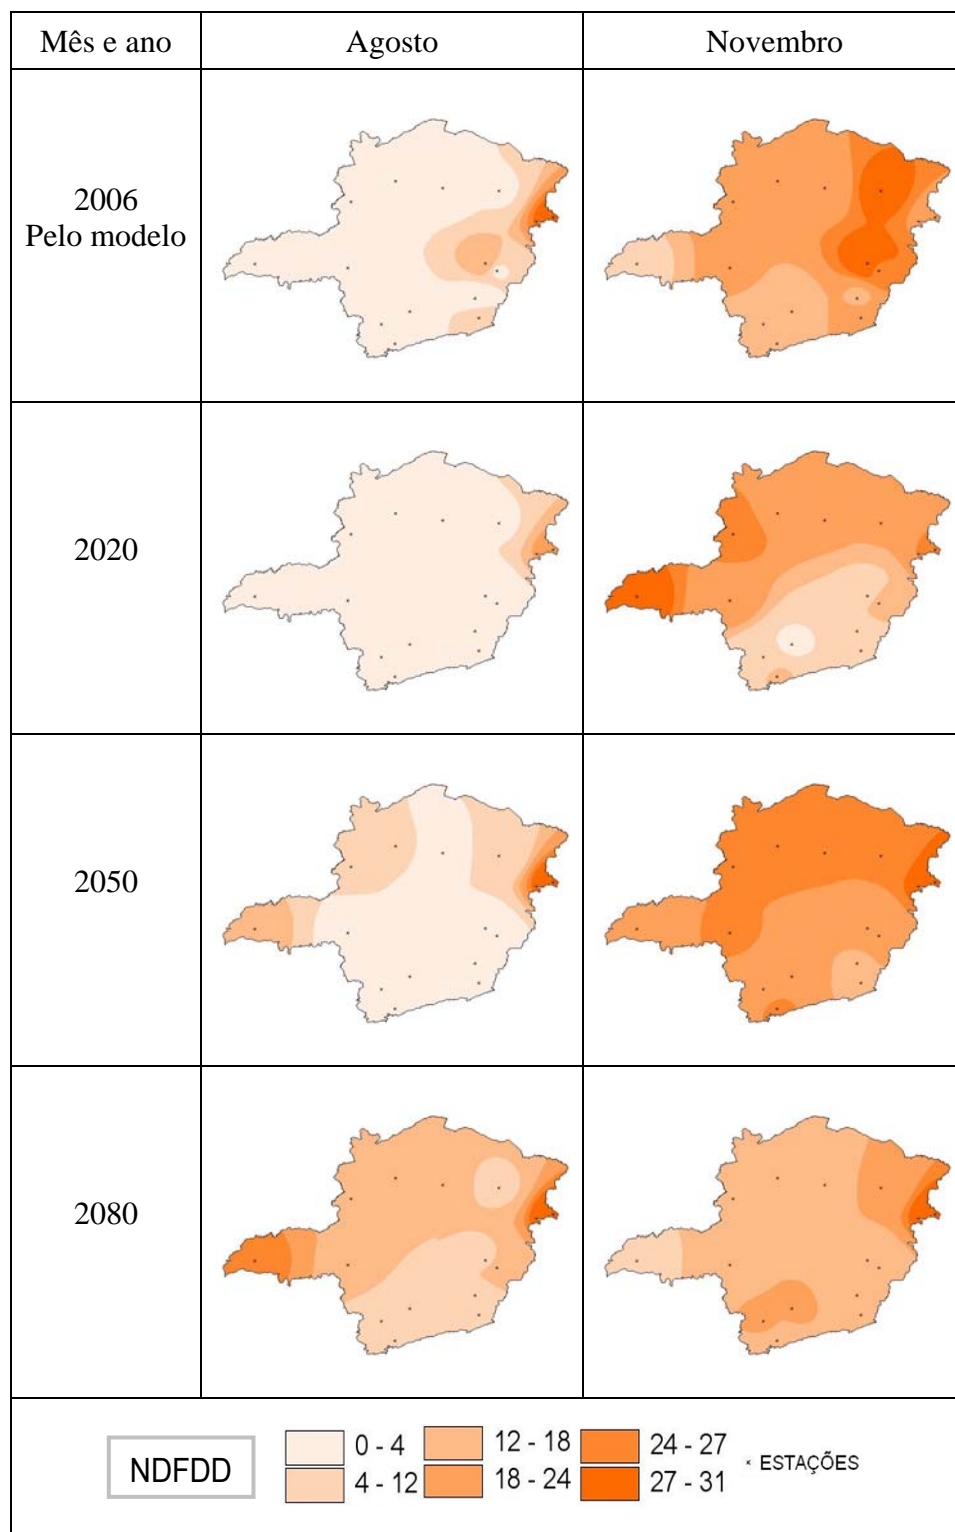 Mês e ano
Agosto
Novembro
2006
Pelo modelo
2020
2050
2080
NDFDD
0 - 4
12 - 18
24 - 27
4 - 12
18 - 24
27 - 31
× ESTAÇÕES